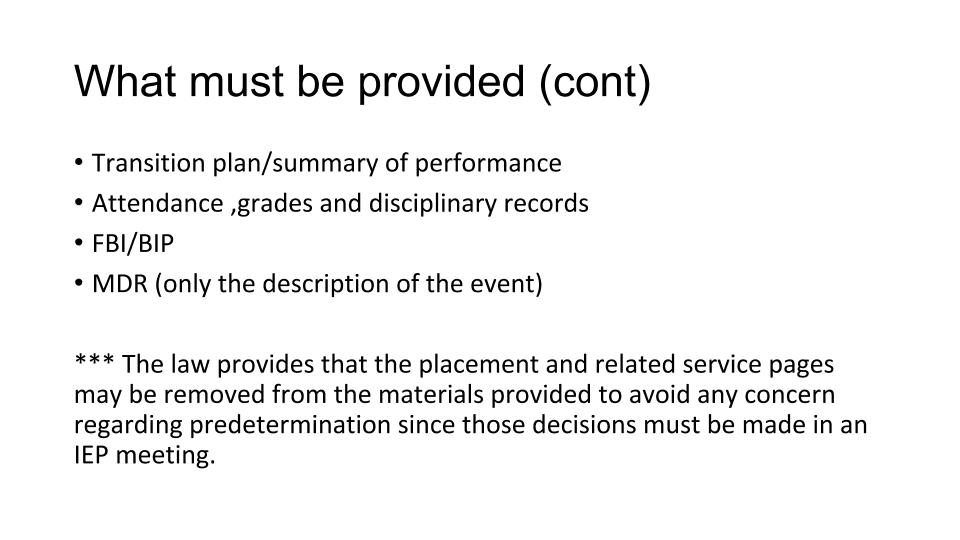 What must be provided (cont)
• Transition plan/summary of performance
• Attendance ,grades and disciplinary records
• FBI/BIP
• MDR (only the description of the event)
*** The law provides that the placement and related service pages
may be removed from the materials provided to avoid any concern
regarding predetermination since those decisions must be made in an
IEP meeting.